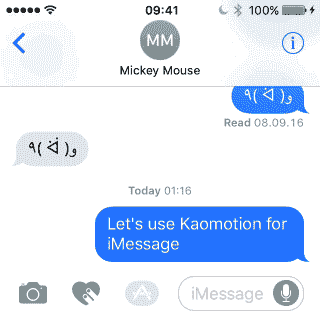 09:41
100%
MM
Mickey Mouse
و( ᐛ )٩
Read 08.09.16
و( ᐛ )٩
Today 01:16
Let's use Kaomotion for
iMessage
iMessage